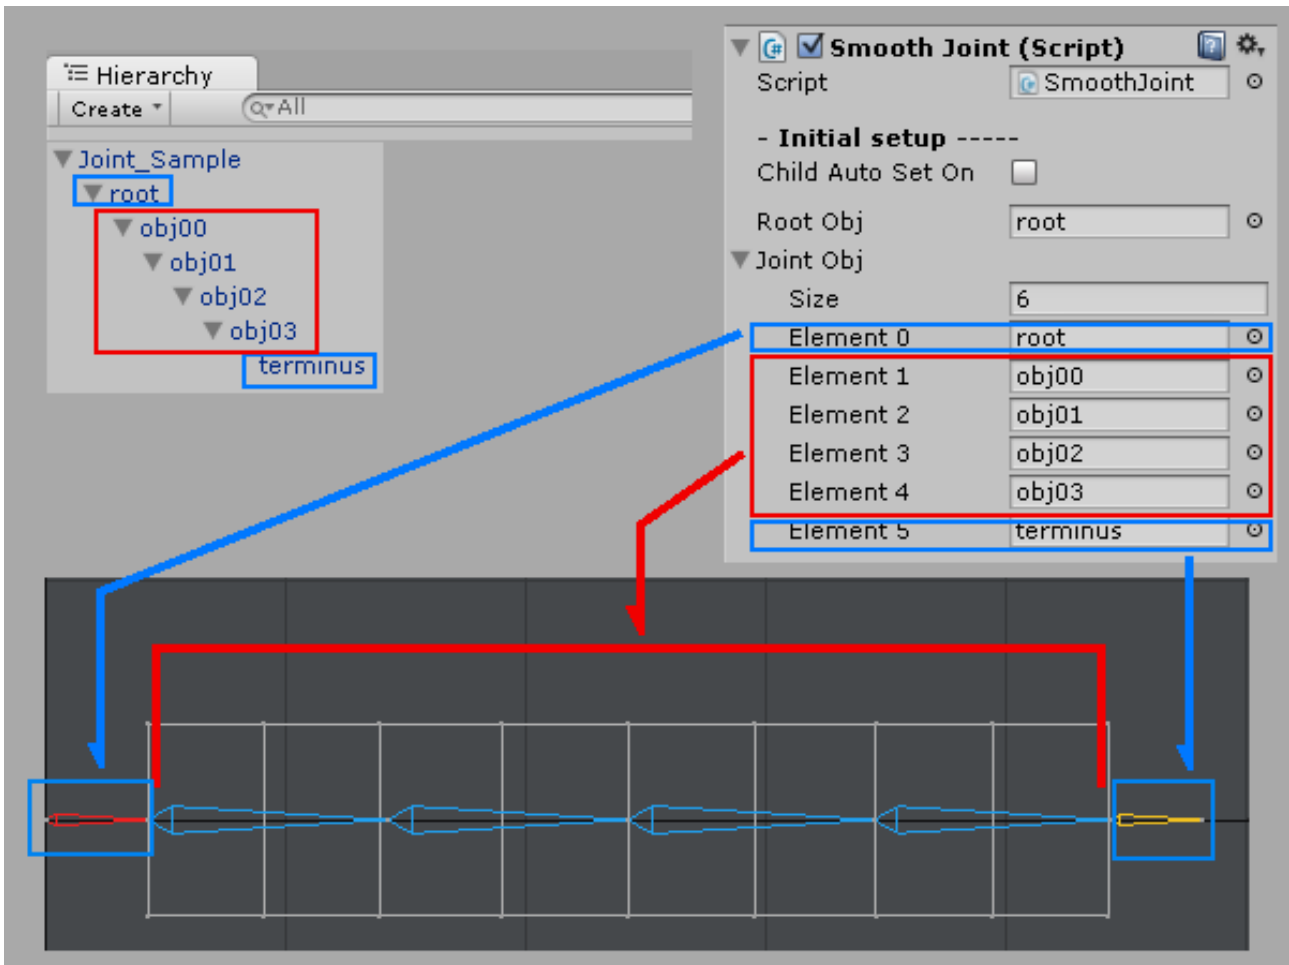 Hierarchy
Create
All
Joint_Sample
root
obj00
obj01
obj02
obj03
terminus
Smooth Joint (Script)
Script SmoothJoint
- Initial setup -----
Child Auto Set On
Root Obj root
Joint Obj
Size 6
Element 0 root
Element 1 obj00
Element 2 obj01
Element 3 obj02
Element 4 obj03
Element 5 terminus